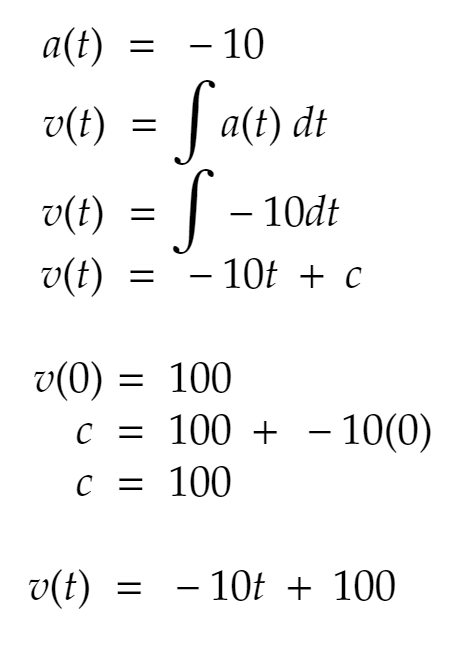 a(t) = − 10
v(t) = ∫ a(t) dt
v(t) = ∫ − 10dt
v(t) = − 10t + c
v(0) = 100
c = 100 + − 10(0)
c = 100
v(t) = − 10t + 100